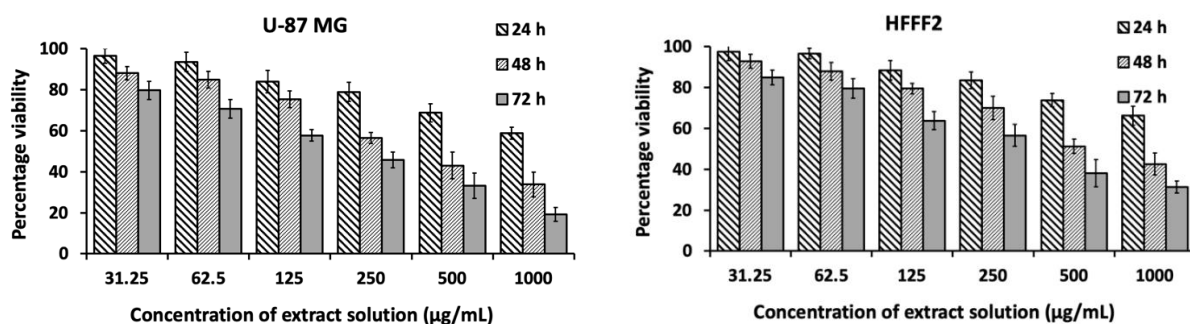 U-87 MG
24 h
48 h
72 h
Percentage viability
100
80
60
40
20
0
31.25 62.5 125 250 500 1000
Concentration of extract solution (µg/mL)
HFFF2
24 h
48 h
72 h
Percentage viability
100
80
60
40
20
0
31.25 62.5 125 250 500 1000
Concentration of extract solution (µg/mL)